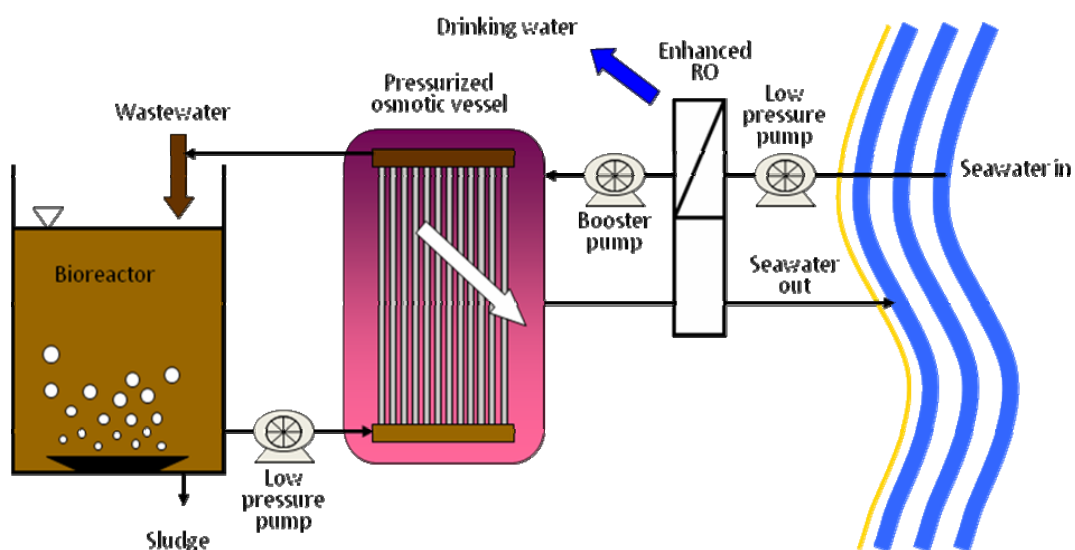 Drinking water
Enhanced
RO
Pressurized
osmotic vessel
Low
pressure
pump
Wastewater
Seawater in
Booster
pump
Bioreactor
Seawater
out
Low
pressure
pump
Sludge